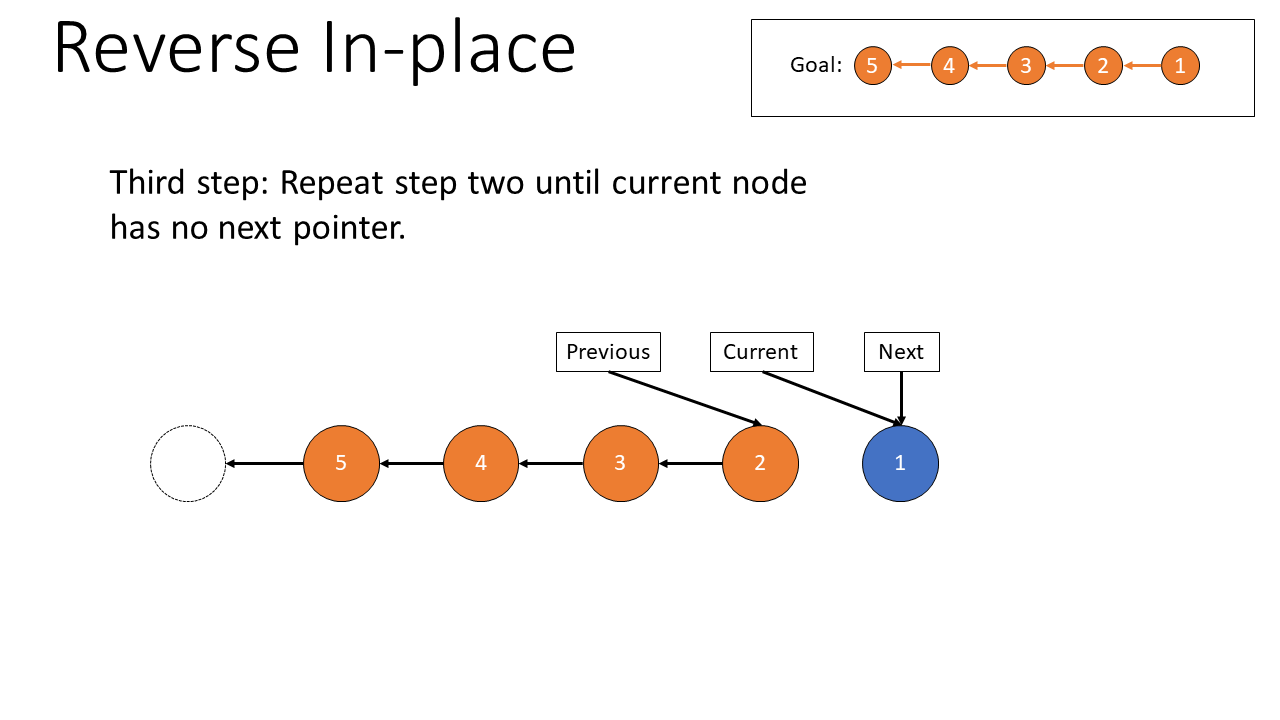 Reverse In-place
Goal: 5 4 3 2 1
Third step: Repeat step two until current node
has no next pointer.
Previous Current Next
5 4 3 2 1